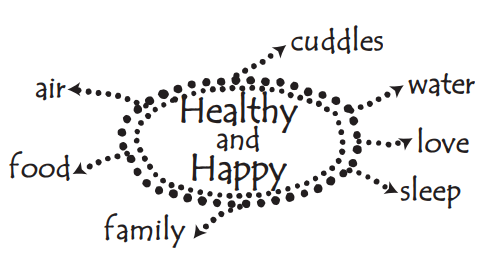 cuddles
air
water
Healthy
and
Happy
love
food
sleep
family